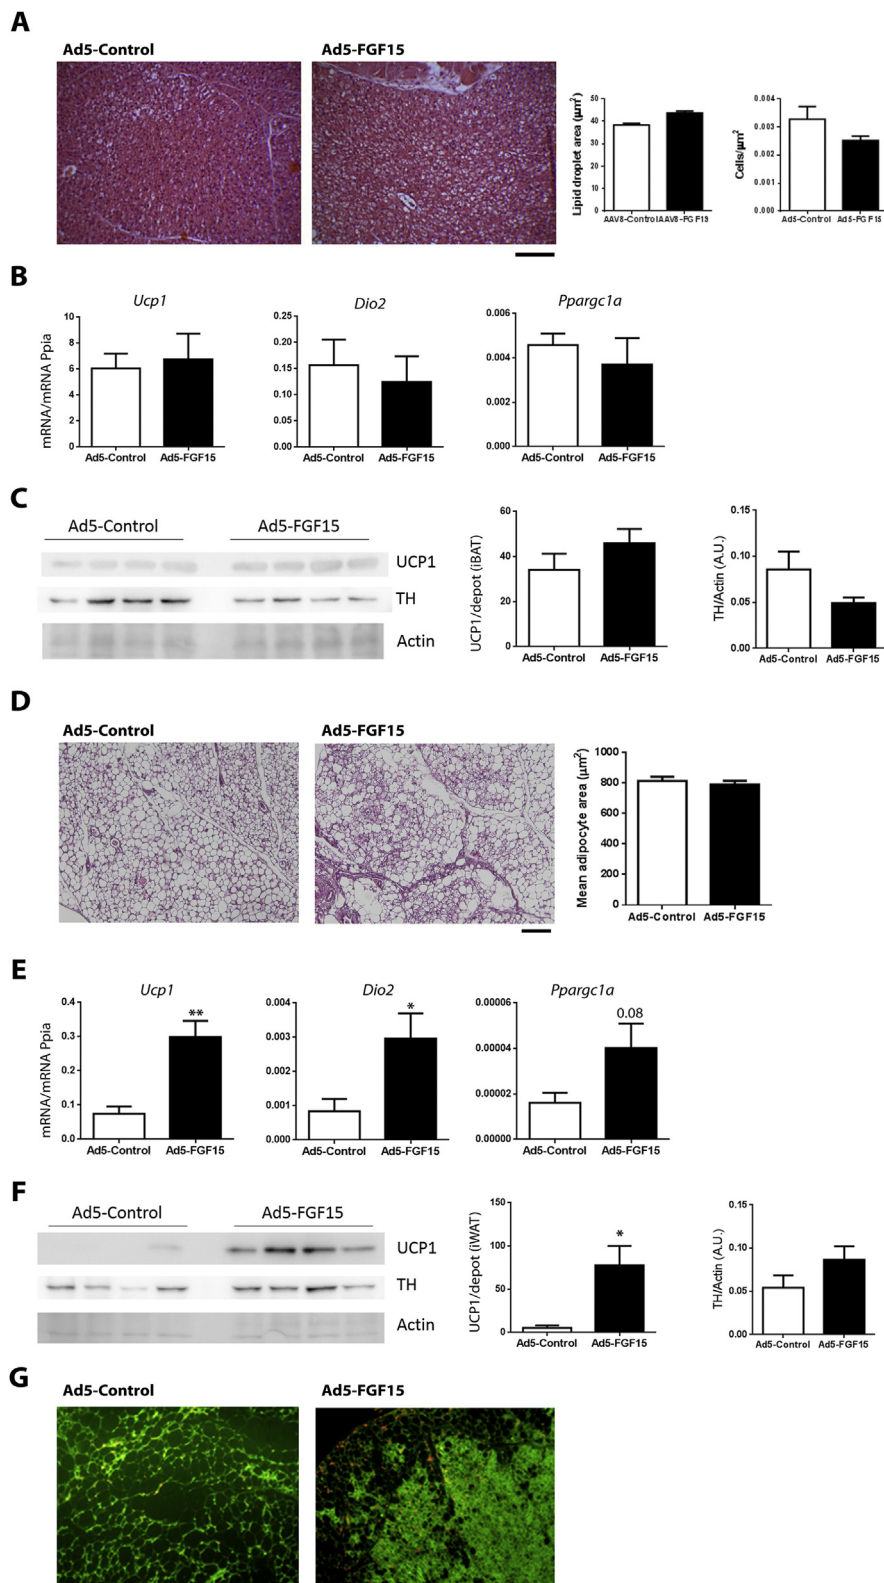 A
Ad5-Control
Ad5-FGF15
Lipid droplet area (µm²)
50
40
30
20
10
0
AAV8-Control AAV8-FGF19
Cells/µm²
0.004
0.003
0.002
0.001
0.000
Ad5-Control Ad5-FGF15
B
Ucp1
mRNA/mRNA Ppia
10
8
6
4
2
0
Ad5-Control Ad5-FGF15
Dio2
0.25
0.20
0.15
0.10
0.05
0.00
Ad5-Control Ad5-FGF15
Ppargc1a
0.006
0.004
0.002
0.000
Ad5-Control Ad5-FGF15
C
Ad5-Control
Ad5-FGF15
UCP1
TH
Actin
UCP1/depot (iBAT)
60
40
20
0
Ad5-Control Ad5-FGF15
TH/Actin (A.U.)
0.15
0.10
0.05
0.00
Ad5-Control Ad5-FGF15
D
Ad5-Control
Ad5-FGF15
Mean adipocyte area (µm²)
1000
800
600
400
200
0
Ad5-Control Ad5-FGF15
E
Ucp1
mRNA/mRNA Ppia
0.4
0.3
0.2
0.1
0.0
**
Ad5-Control Ad5-FGF15
Dio2
0.004
0.003
0.002
0.001
0.000
*
Ad5-Control Ad5-FGF15
Ppargc1a
0.00006
0.00004
0.00002
0.00000
0.08
Ad5-Control Ad5-FGF15
F
Ad5-Control
Ad5-FGF15
UCP1
TH
Actin
UCP1/depot (iWAT)
150
100
50
0
*
Ad5-Control Ad5-FGF15
TH/Actin (A.U.)
0.15
0.10
0.05
0.00
Ad5-Control Ad5-FGF15
G
Ad5-Control
Ad5-FGF15